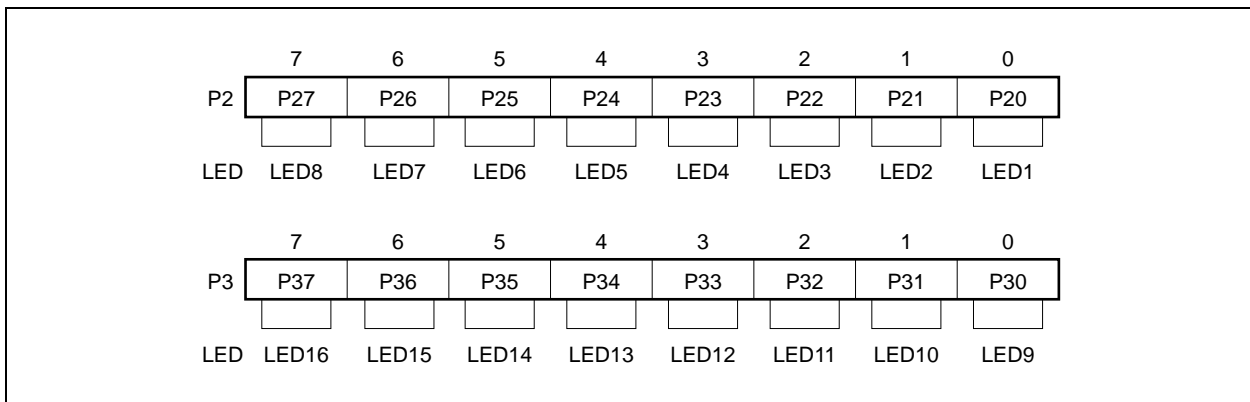 7 6 5 4 3 2 1 0
P2 P27 P26 P25 P24 P23 P22 P21 P20
LED LED8 LED7 LED6 LED5 LED4 LED3 LED2 LED1
7 6 5 4 3 2 1 0
P3 P37 P36 P35 P34 P33 P32 P31 P30
LED LED16 LED15 LED14 LED13 LED12 LED11 LED10 LED9